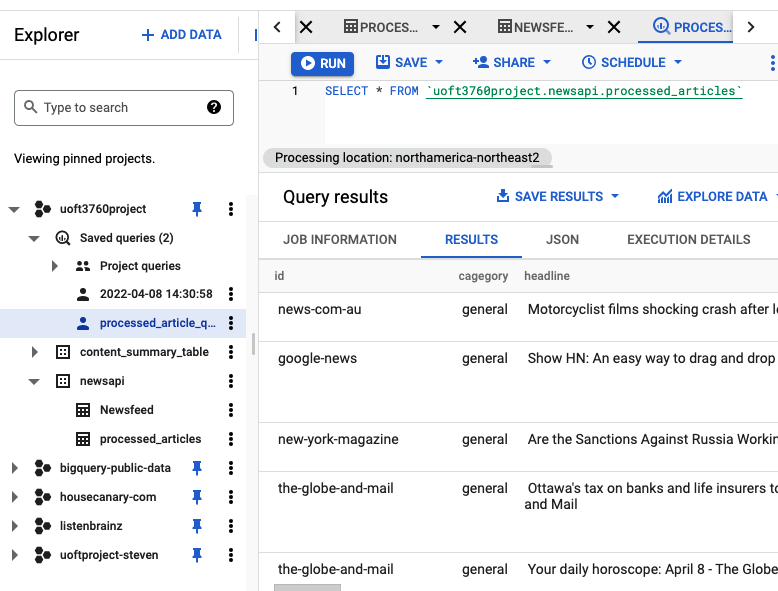 Explorer
+ ADD DATA
Type to search
Viewing pinned projects.
uoft3760project
Saved queries (2)
Project queries
2022-04-08 14:30:58
processed_article_q...
content_summary_table
newsapi
Newsfeed
processed_articles
bigquery-public-data
housecanary-com
listenbrainz
uoftproject-steven
PROCES...
NEWSFE...
PROCES...
RUN
SAVE
SHARE
SCHEDULE
1 SELECT * FROM `uoft3760project.newsapi.processed_articles`
Processing location: northamerica-northeast2
Query results
SAVE RESULTS
EXPLORE DATA
JOB INFORMATION
RESULTS
JSON
EXECUTION DETAILS
id cagegory headline
news-com-au general Motorcyclist films shocking crash after
google-news general Show HN: An easy way to drag and drop
new-york-magazine general Are the Sanctions Against Russia Workin
the-globe-and-mail general Ottawa's tax on banks and life insurers to
and Mail
the-globe-and-mail general Your daily horoscope: April 8 - The Globe